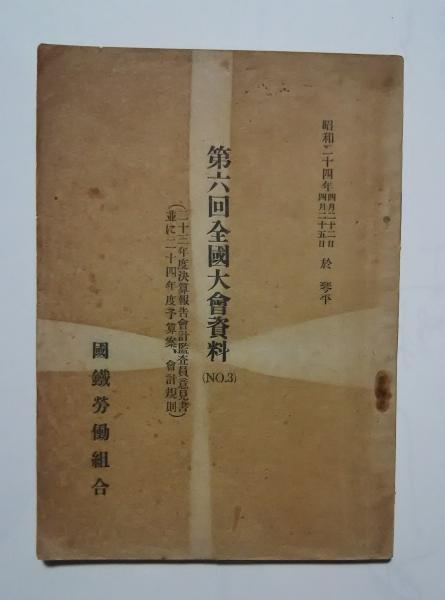 昭和二十四年四月二十二日
四月二十五日
於 琴平
第六回全國大會資料
(NO.3)
(二十三年度決算報告會計監査員意見書
並に二十四年度予算案、會計規則)
國鐵労働組合